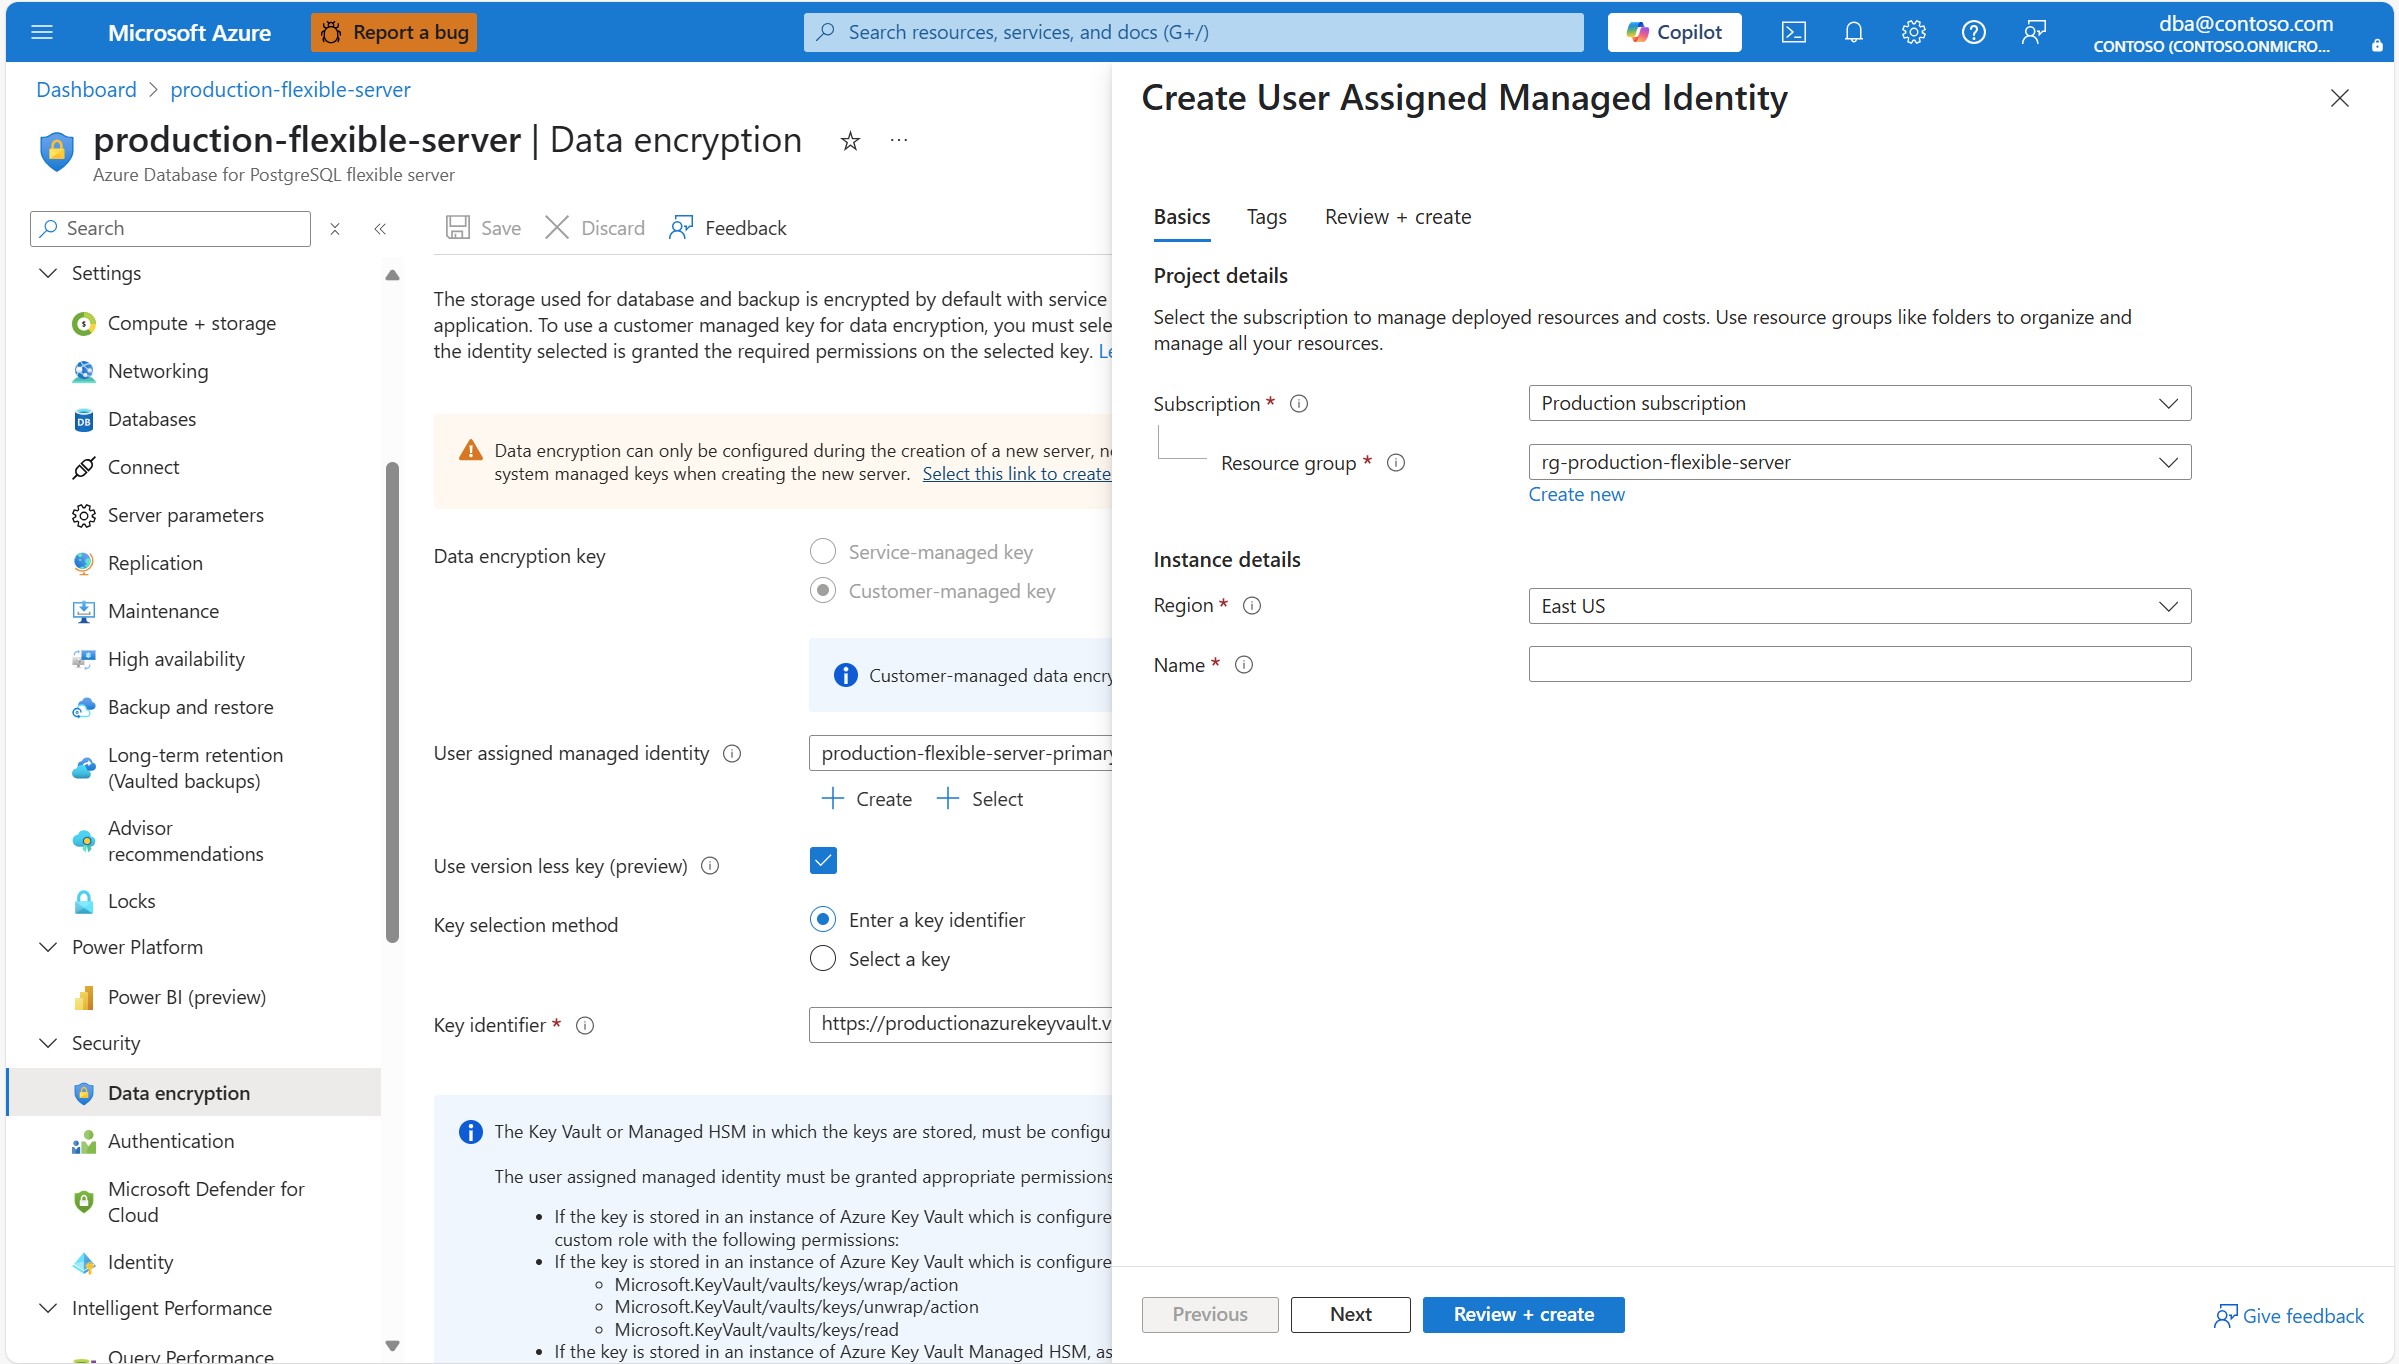 Microsoft Azure
Report a bug
Search resources, services, and docs (G+/)
Copilot
dba@contoso.com
CONTOSO (CONTOSO.ONMICRO...
Dashboard > production-flexible-server
production-flexible-server | Data encryption
Azure Database for PostgreSQL flexible server
Search
Settings
Compute + storage
Networking
Databases
Connect
Server parameters
Replication
Maintenance
High availability
Backup and restore
Long-term retention
(Vaulted backups)
Advisor
recommendations
Locks
Power Platform
Power BI (preview)
Security
Data encryption
Authentication
Microsoft Defender for
Cloud
Identity
Intelligent Performance
Query Performance
Save
Discard
Feedback
The storage used for database and backup is encrypted by default with service
application. To use a customer managed key for data encryption, you must sele
the identity selected is granted the required permissions on the selected key. Le
Data encryption can only be configured during the creation of a new server, n
system managed keys when creating the new server. Select this link to create
Data encryption key
Service-managed key
Customer-managed key
Customer-managed data encry
User assigned managed identity
production-flexible-server-primary
Create
Select
Use version less key (preview)
Key selection method
Enter a key identifier
Select a key
Key identifier *
https://productionazurekeyvault.v
The Key Vault or Managed HSM in which the keys are stored, must be configu
The user assigned managed identity must be granted appropriate permissions
• If the key is stored in an instance of Azure Key Vault which is configure
custom role with the following permissions:
• If the key is stored in an instance of Azure Key Vault which is configure
◦ Microsoft.KeyVault/vaults/keys/wrap/action
◦ Microsoft.KeyVault/vaults/keys/unwrap/action
◦ Microsoft.KeyVault/vaults/keys/read
• If the key is stored in an instance of Azure Key Vault Managed HSM, as
Create User Assigned Managed Identity
Basics
Tags
Review + create
Project details
Select the subscription to manage deployed resources and costs. Use resource groups like folders to organize and
manage all your resources.
Subscription *
Production subscription
Resource group *
rg-production-flexible-server
Create new
Instance details
Region *
East US
Name *
Previous
Next
Review + create
Give feedback